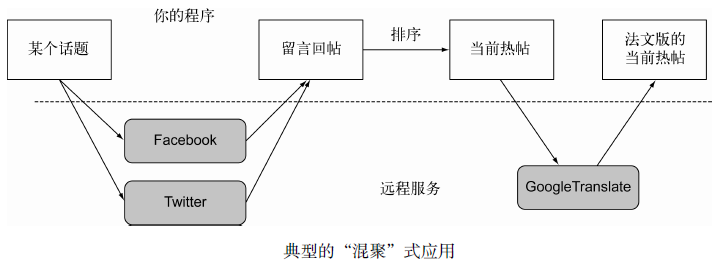 你的程序
某个话题
留言回帖
排序
当前热帖
法文版的
当前热帖
Facebook
Twitter
远程服务
GoogleTranslate
典型的“混聚”式应用